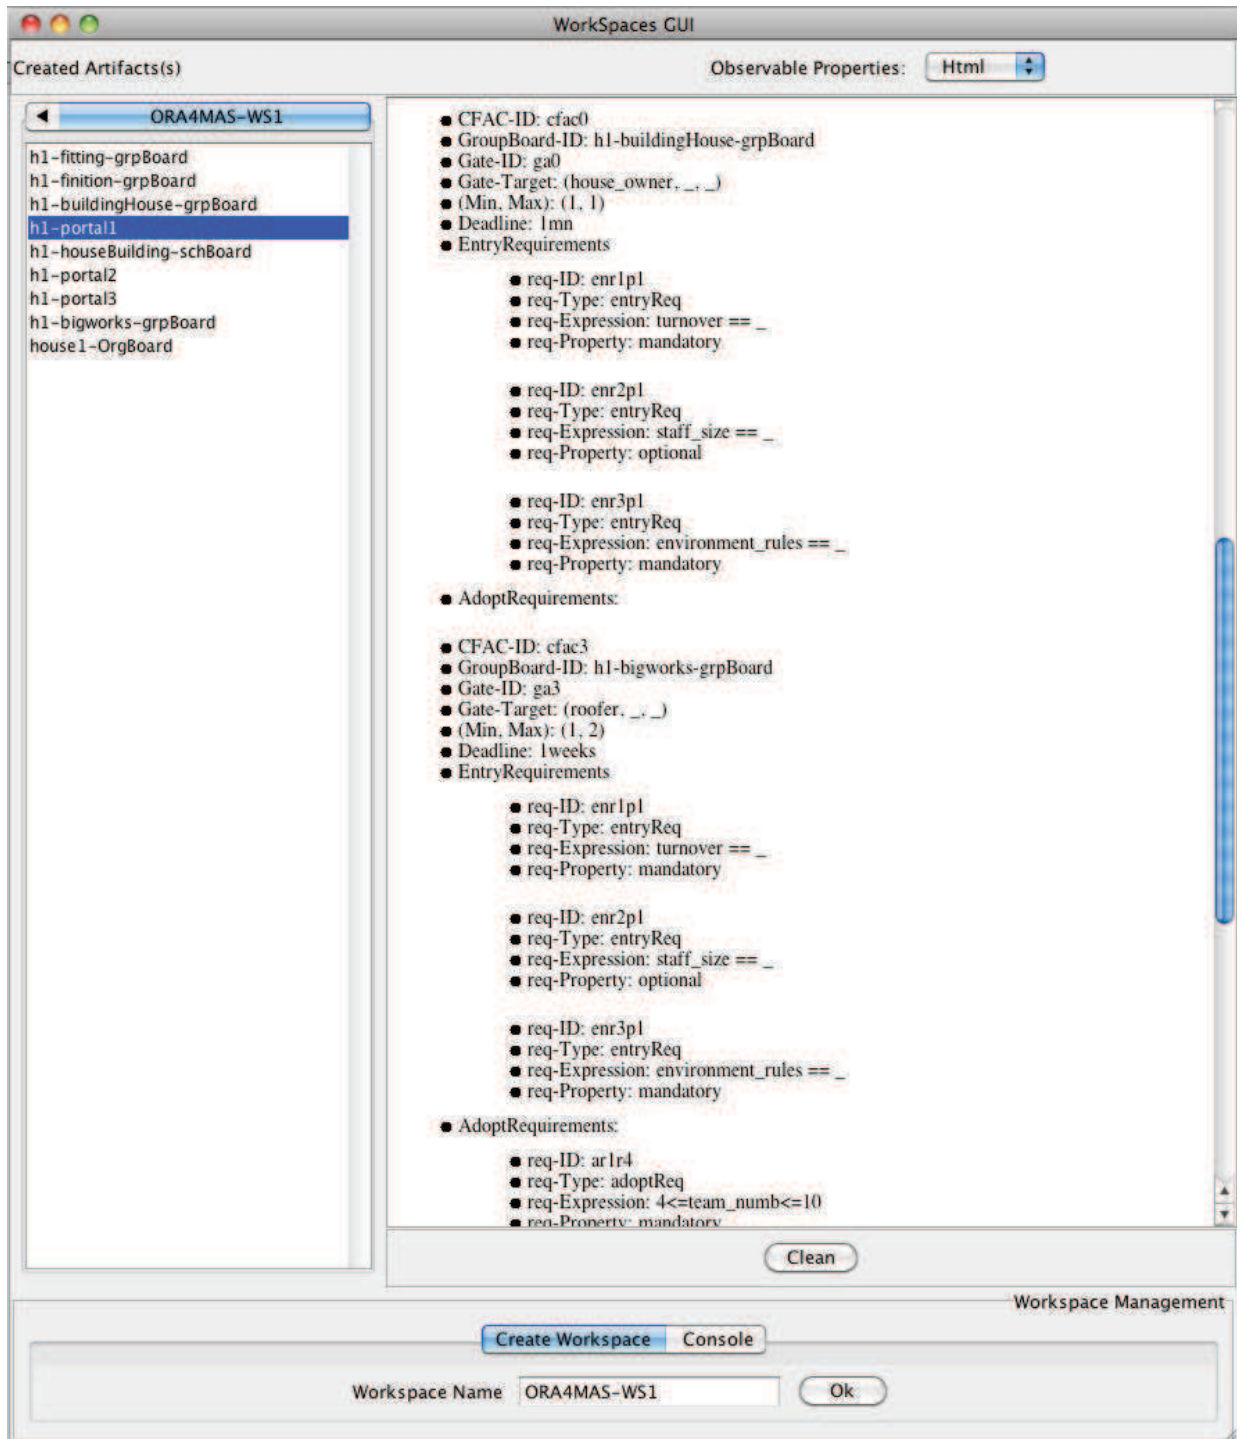 WorkSpaces GUI
Created Artifacts(s)
Observable Properties:
Html
ORA4MAS-WS1
h1-fitting-grpBoard
h1-finition-grpBoard
h1-buildingHouse-grpBoard
h1-portal1
h1-houseBuilding-schBoard
h1-portal2
h1-portal3
h1-bigworks-grpBoard
house1-OrgBoard
CFAC-ID: cfac0
GroupBoard-ID: h1-buildingHouse-grpBoard
Gate-ID: ga0
Gate-Target: (house_owner, _, _)
(Min, Max): (1, 1)
Deadline: 1mn
EntryRequirements
req-ID: enr1p1
req-Type: entryReq
req-Expression: turnover == _
req-Property: mandatory
req-ID: enr2p1
req-Type: entryReq
req-Expression: staff_size == _
req-Property: optional
req-ID: enr3p1
req-Type: entryReq
req-Expression: environment_rules == _
req-Property: mandatory
AdoptRequirements:
CFAC-ID: cfac3
GroupBoard-ID: h1-bigworks-grpBoard
Gate-ID: ga3
Gate-Target: (roofer, _, _)
(Min, Max): (1, 2)
Deadline: 1weeks
EntryRequirements
req-ID: enr1p1
req-Type: entryReq
req-Expression: turnover == _
req-Property: mandatory
req-ID: enr2p1
req-Type: entryReq
req-Expression: staff_size == _
req-Property: optional
req-ID: enr3p1
req-Type: entryReq
req-Expression: environment_rules == _
req-Property: mandatory
AdoptRequirements:
req-ID: ar1r4
req-Type: adoptReq
req-Expression: 4<=team_numb<=10
req-Property: mandatory
Clean
Workspace Management
Create Workspace
Console
Workspace Name
ORA4MAS-WS1
Ok